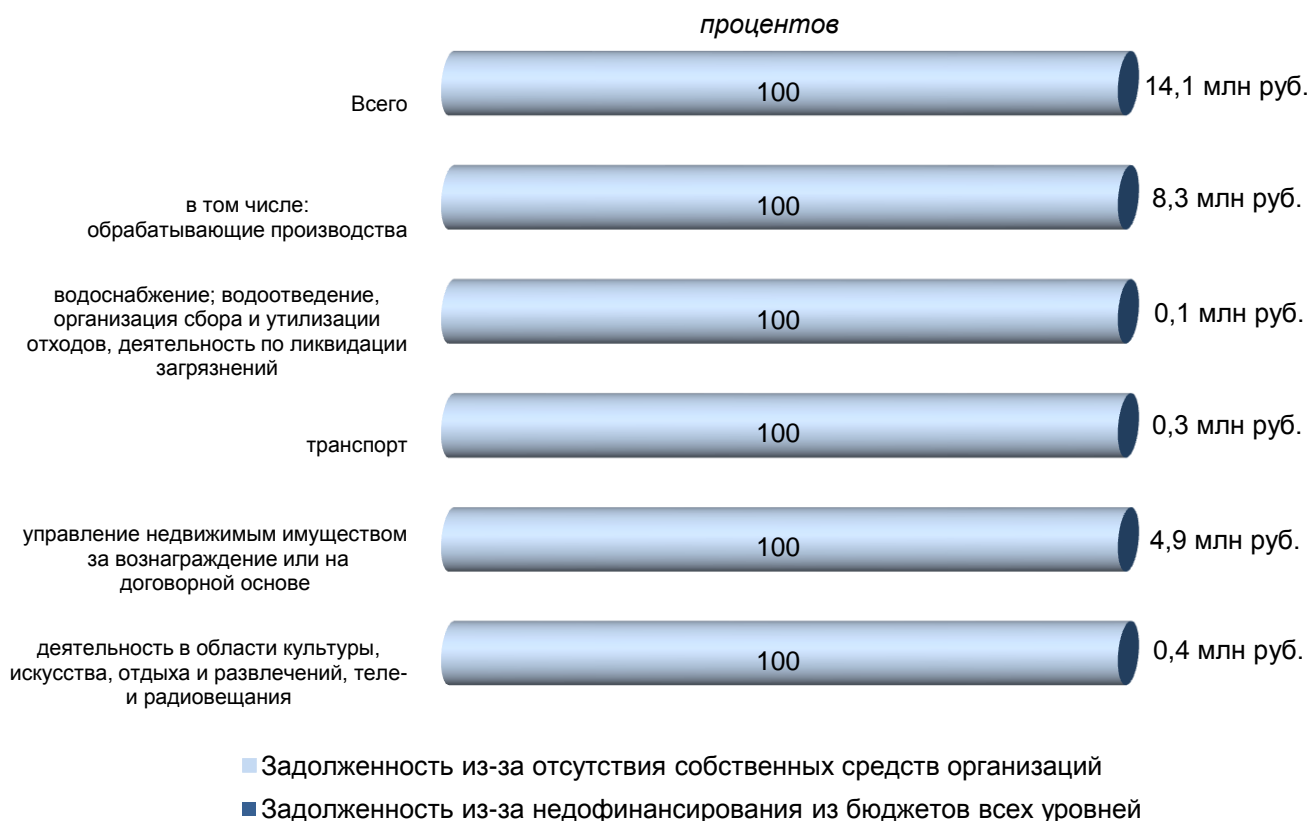 процентов
Всего
100
14,1 млн руб.
в том числе:
обрабатывающие производства
100
8,3 млн руб.
водоснабжение; водоотведение,
организация сбора и утилизации
отходов, деятельность по ликвидации
загрязнений
100
0,1 млн руб.
транспорт
100
0,3 млн руб.
управление недвижимым имуществом
за вознаграждение или на
договорной основе
100
4,9 млн руб.
деятельность в области культуры,
искусства, отдыха и развлечений, теле-
и радиовещания
100
0,4 млн руб.
Задолженность из-за отсутствия собственных средств организаций
Задолженность из-за недофинансирования из бюджетов всех уровней